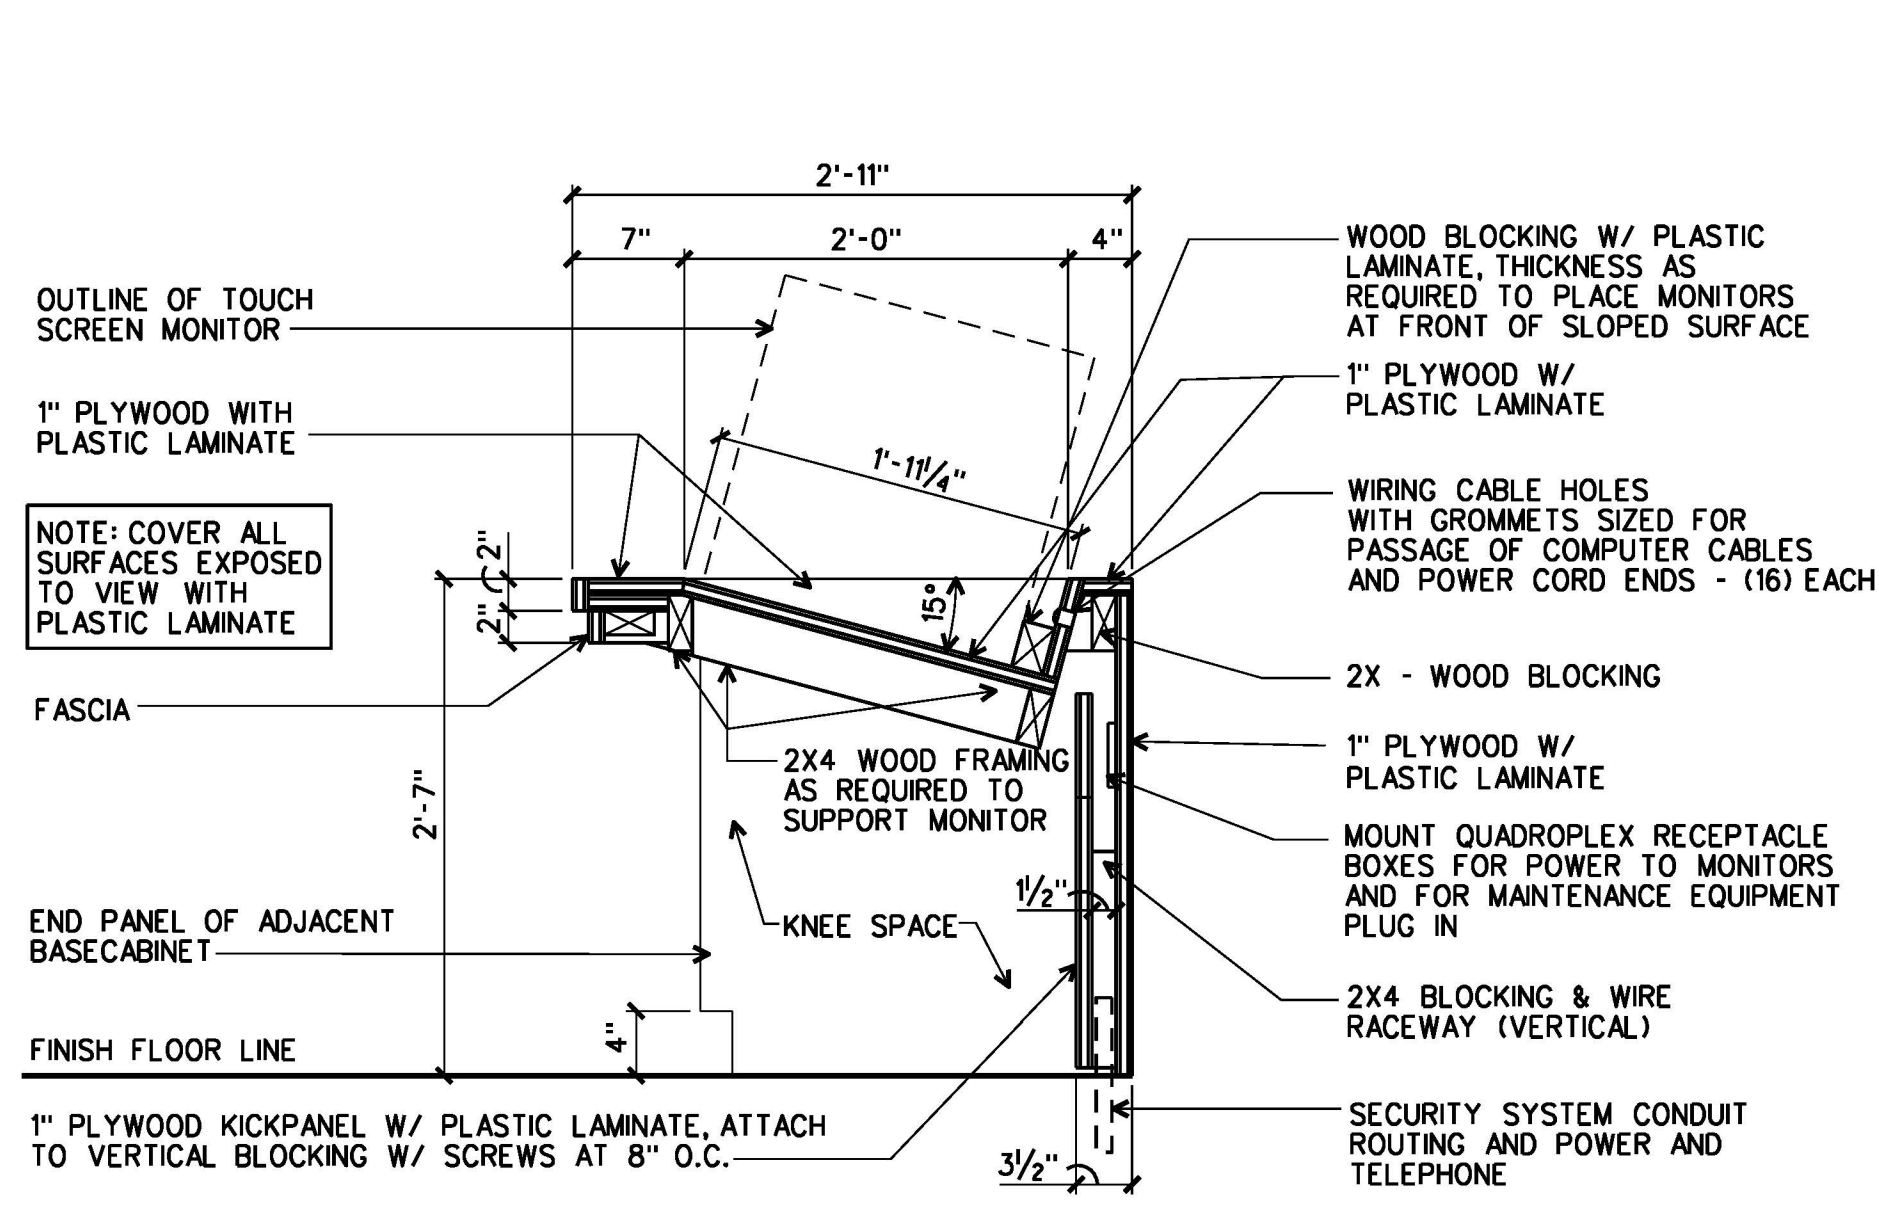 2'-11"
7" 2'-0" 4"
OUTLINE OF TOUCH
SCREEN MONITOR
1" PLYWOOD WITH
PLASTIC LAMINATE
NOTE: COVER ALL
SURFACES EXPOSED
TO VIEW WITH
PLASTIC LAMINATE
FASCIA
END PANEL OF ADJACENT
BASECABINET
FINISH FLOOR LINE
1" PLYWOOD KICKPANEL W/ PLASTIC LAMINATE, ATTACH
TO VERTICAL BLOCKING W/ SCREWS AT 8" O.C.
2"
2"
2'-7"
4"
1'-11 1/4"
15°
2X4 WOOD FRAMING
AS REQUIRED TO
SUPPORT MONITOR
KNEE SPACE
1 1/2"
3 1/2"
WOOD BLOCKING W/ PLASTIC
LAMINATE, THICKNESS AS
REQUIRED TO PLACE MONITORS
AT FRONT OF SLOPED SURFACE
1" PLYWOOD W/
PLASTIC LAMINATE
WIRING CABLE HOLES
WITH GROMMETS SIZED FOR
PASSAGE OF COMPUTER CABLES
AND POWER CORD ENDS - (16) EACH
2X - WOOD BLOCKING
1" PLYWOOD W/
PLASTIC LAMINATE
MOUNT QUADROPLEX RECEPTACLE
BOXES FOR POWER TO MONITORS
AND FOR MAINTENANCE EQUIPMENT
PLUG IN
2X4 BLOCKING & WIRE
RACEWAY (VERTICAL)
SECURITY SYSTEM CONDUIT
ROUTING AND POWER AND
TELEPHONE